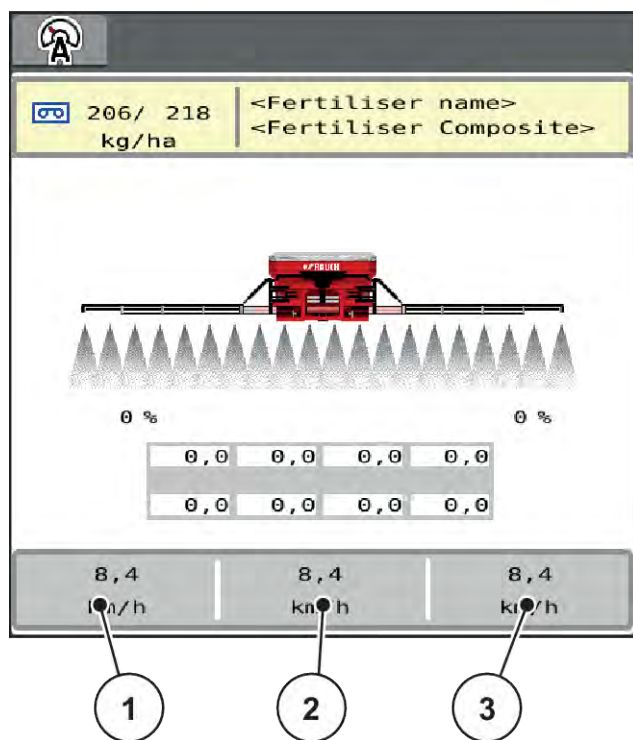 A
206/ 218
kg/ha
<Fertiliser name>
<Fertiliser Composite>
RAUCH
0 %
0 %
0,0 0,0 0,0 0,0
0,0 0,0 0,0 0,0
8,4 8,4 8,4
km/h km/h km/h
1 2 3